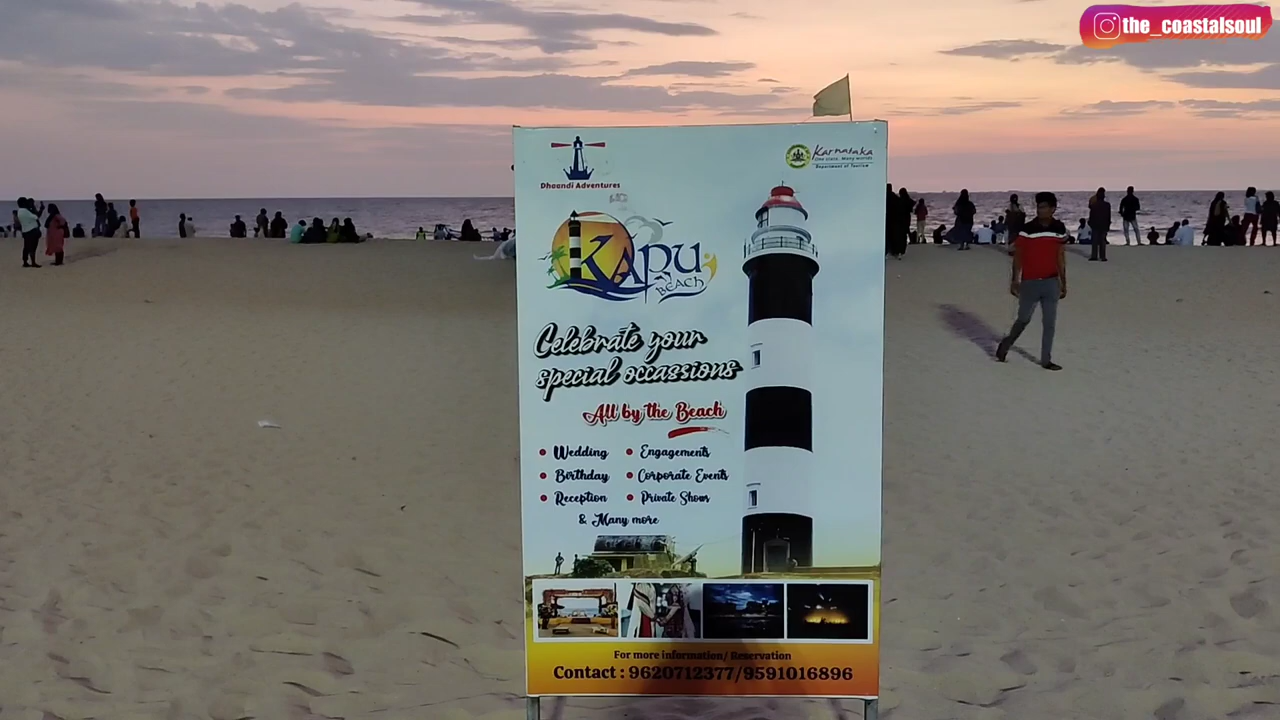 the_coastalsoul
Dhaandi Adventures
Karnataka
One state. Many worlds
Department of Tourism
KAPU
BEACH
Celebrate your
special occassions
All by the Beach
• Wedding • Engagements
• Birthday • Corporate Events
• Reception • Private Shows
& Many more
For more information/ Reservation
Contact : 9620712377/9591016896